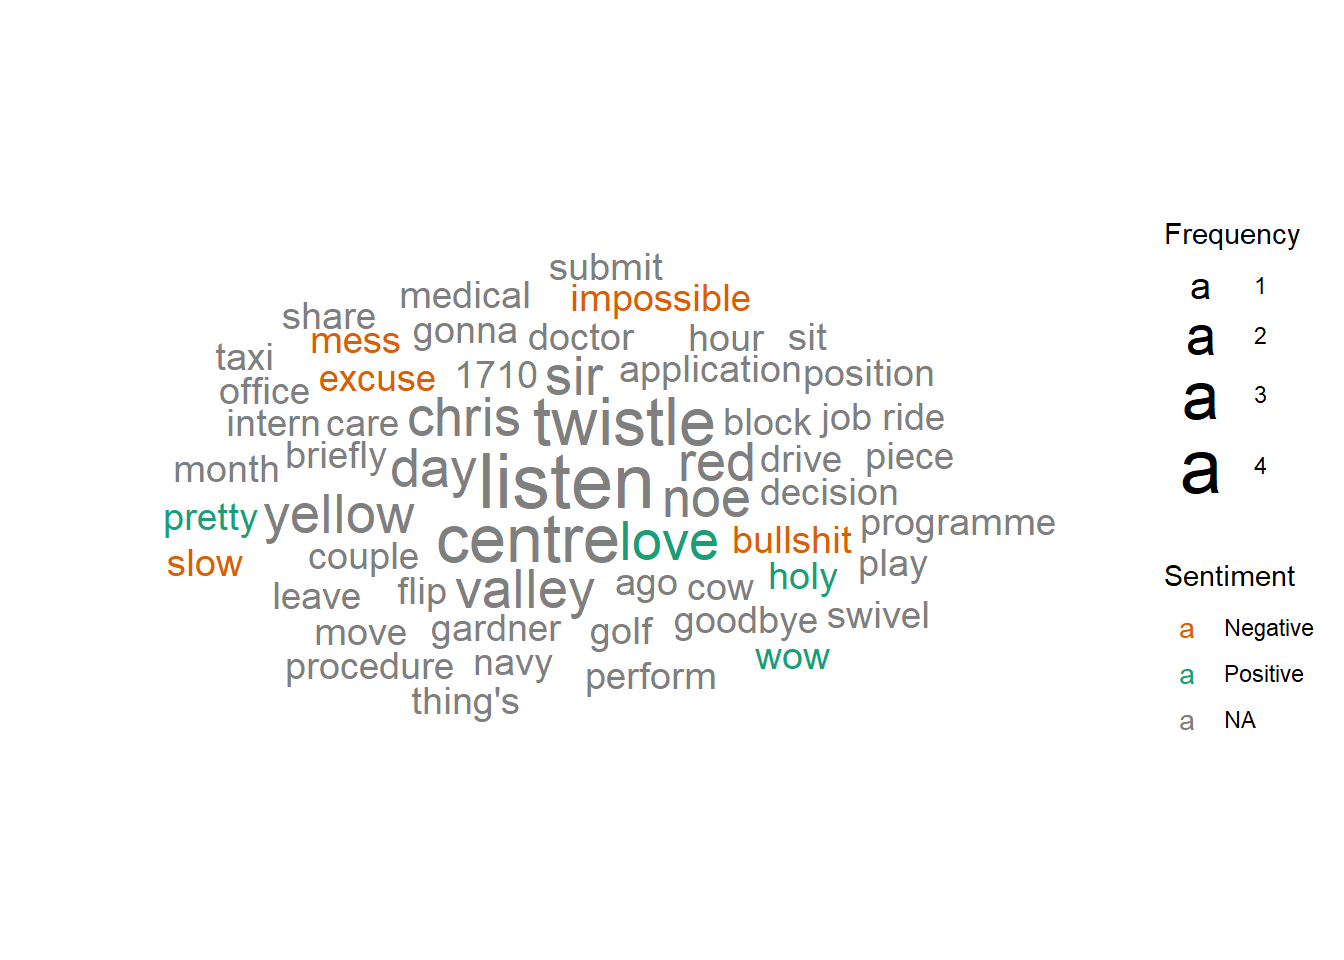 submit
medical impossible
share mess gonna doctor hour sit
taxi excuse 1710 sir application position
office
intern care chris twistle block job ride
month briefly day listen red drive piece
noe decision
pretty yellow centre love bullshit programme
slow couple holy play
leave flip valley ago cow
move gardner golf goodbye swivel
procedure navy perform wow
thing's
Frequency
a 1
a 2
a 3
a 4
Sentiment
a Negative
a Positive
a NA